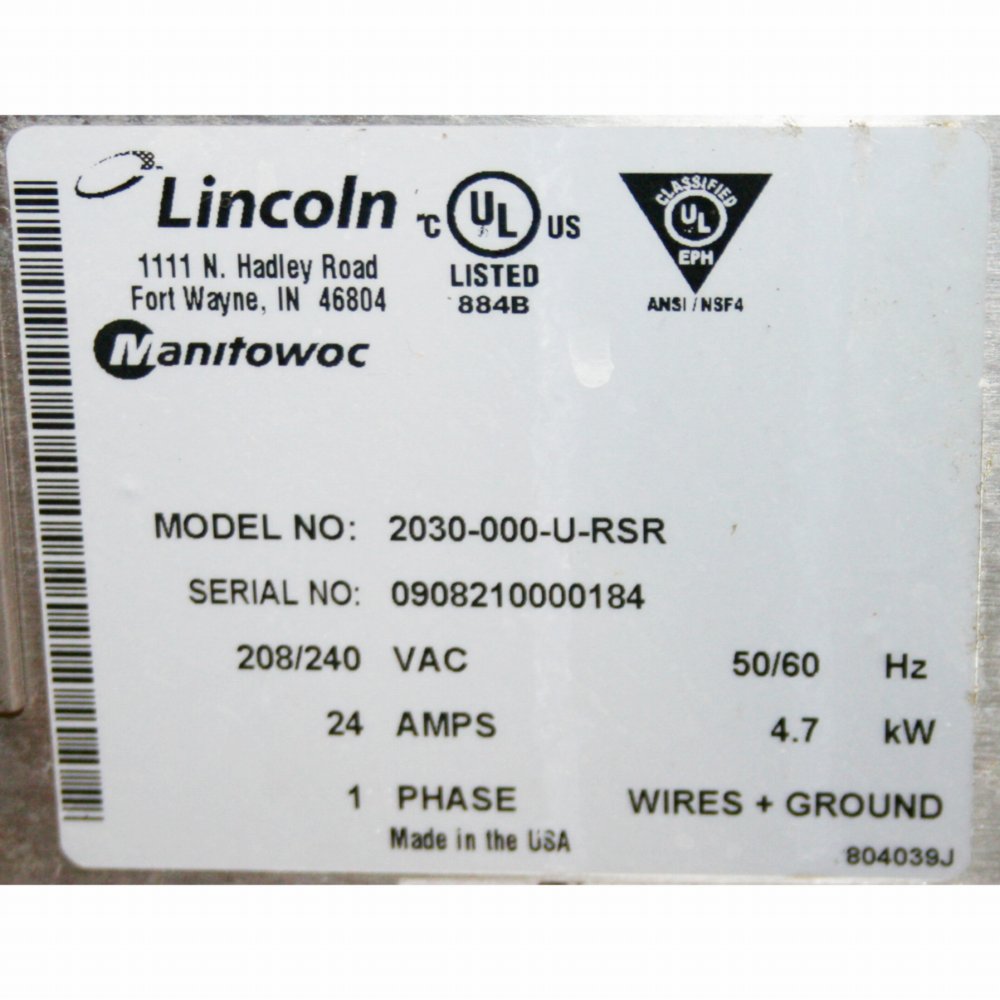 Lincoln
1111 N. Hadley Road
Fort Wayne, IN 46804
Manitowoc
C UL US
LISTED
884B
CLASSIFIED
UL
EPH
ANSI / NSF4
MODEL NO: 2030-000-U-RSR
SERIAL NO: 0908210000184
208/240 VAC 50/60 Hz
24 AMPS 4.7 kW
1 PHASE WIRES + GROUND
Made in the USA
804039J